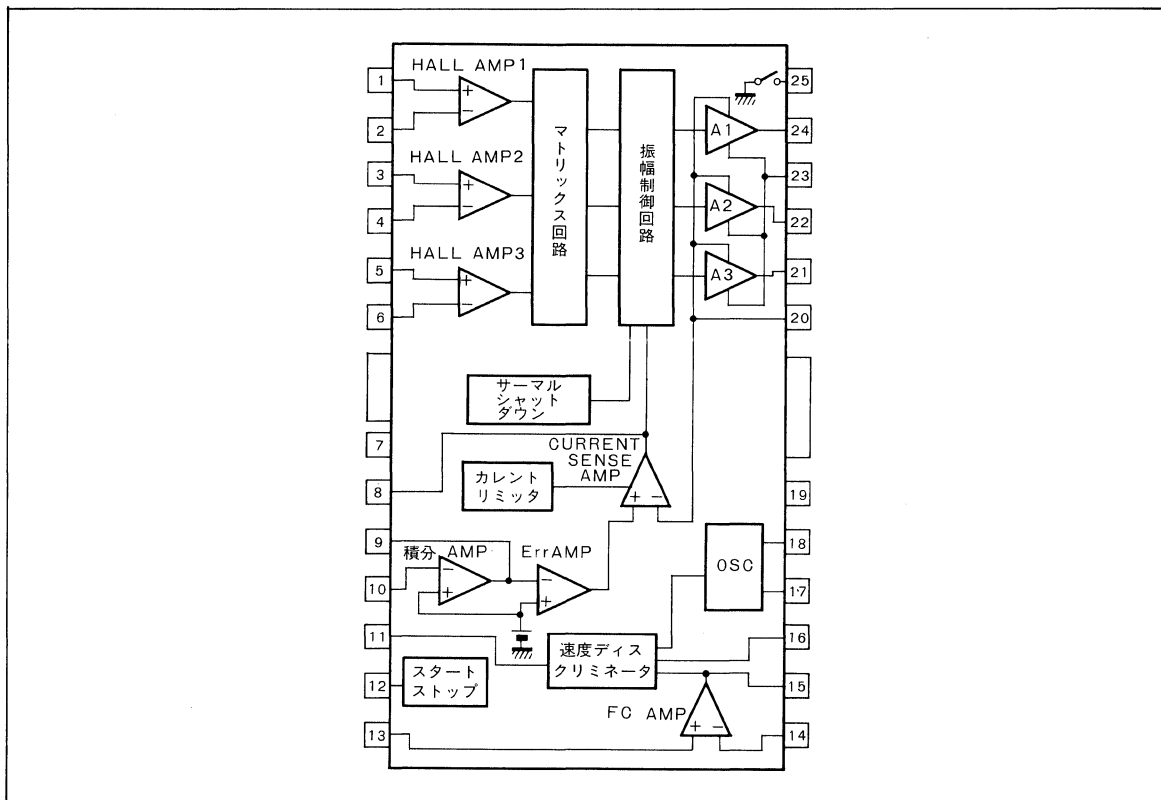 HALL AMP1
HALL AMP2
HALL AMP3
+
−
+
−
+
−
マトリックス回路
振幅制御回路
A1
A2
A3
サーマル
シャット
ダウン
CURRENT
SENSE
AMP
+ −
カレント
リミッタ
積分 AMP
−
+
ErrAMP
−
+
OSC
速度ディス
クリミネータ
スタート
ストップ
FC AMP
+ −
1
2
3
4
5
6
7
8
9
10
11
12
13
25
24
23
22
21
20
19
18
17
16
15
14